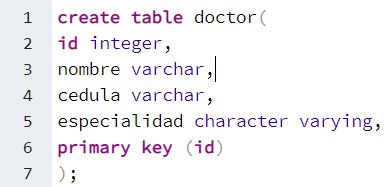 1 create table doctor(
2 id integer,
3 nombre varchar,
4 cedula varchar,
5 especialidad character varying,
6 primary key (id)
7 );